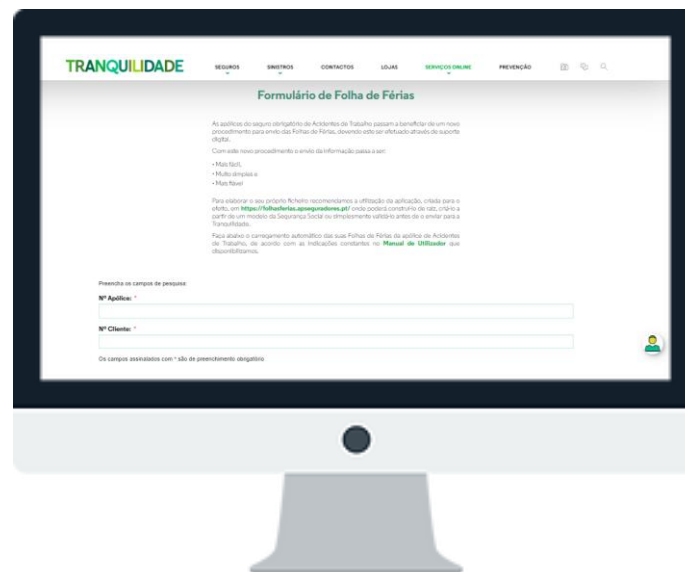 TRANQUILIDADE
SEGUROS SINISTROS CONTACTOS LOJAS SERVIÇOS ONLINE PREVENÇÃO
Formulário de Folha de Férias
As apólices do seguro obrigatório de Acidentes de Trabalho passam a beneficiar de um novo
procedimento para envio das Folhas de Férias, devendo este ser efetuado através de suporte
digital.
Com este novo procedimento o envio da informação passa a ser:
• Mais fácil,
• Muito simples e
• Mais fiável
Para elaborar o seu próprio ficheiro recomendamos a utilização da aplicação, criada para o
efeito, em https://folhasferias.apseguradores.pt/ onde poderá construí-lo de raiz, criá-lo a
partir de um modelo da Segurança Social ou simplesmente validá-lo antes de o enviar para a
Tranquilidade.
Faça abaixo o carregamento automático das suas Folhas de Férias da apólice de Acidentes
de Trabalho, de acordo com as indicações constantes no Manual de Utilizador que
disponibilizamos.
Preencha os campos de pesquisa:
Nº Apólice: *
Nº Cliente: *
Os campos assinalados com * são de preenchimento obrigatório